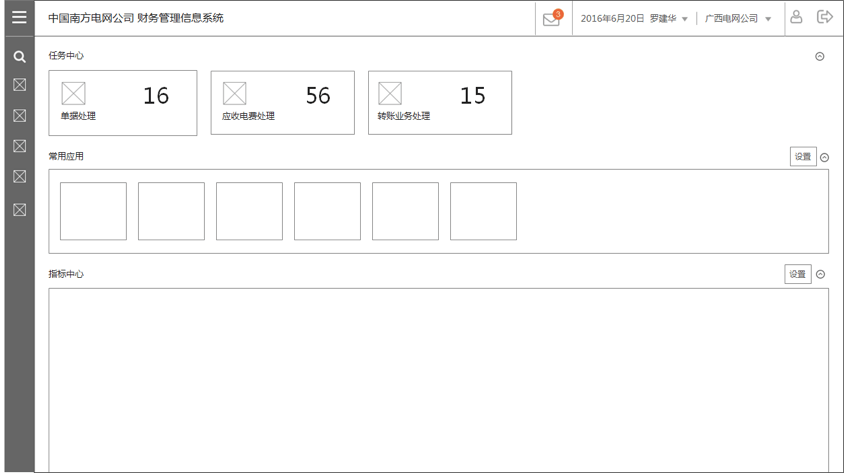 中国南方电网公司 财务管理信息系统
3
2016年6月20日 罗建华
广西电网公司
任务中心
16
单据处理
56
应收电费处理
15
转账业务处理
常用应用
设置
指标中心
设置